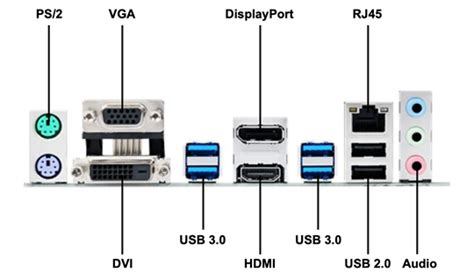 PS/2
VGA
DisplayPort
RJ45
DVI
USB 3.0
HDMI
USB 3.0
USB 2.0
Audio